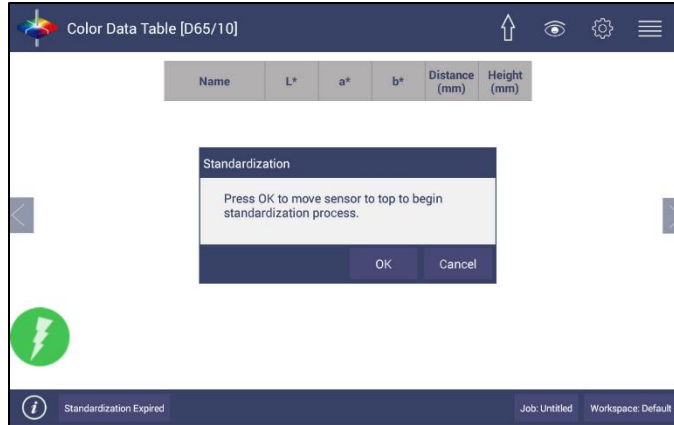 Color Data Table [D65/10]
Name L* a* b* Distance (mm) Height (mm)
Standardization
Press OK to move sensor to top to begin
standardization process.
OK Cancel
i Standardization Expired Job: Untitled Workspace: Default